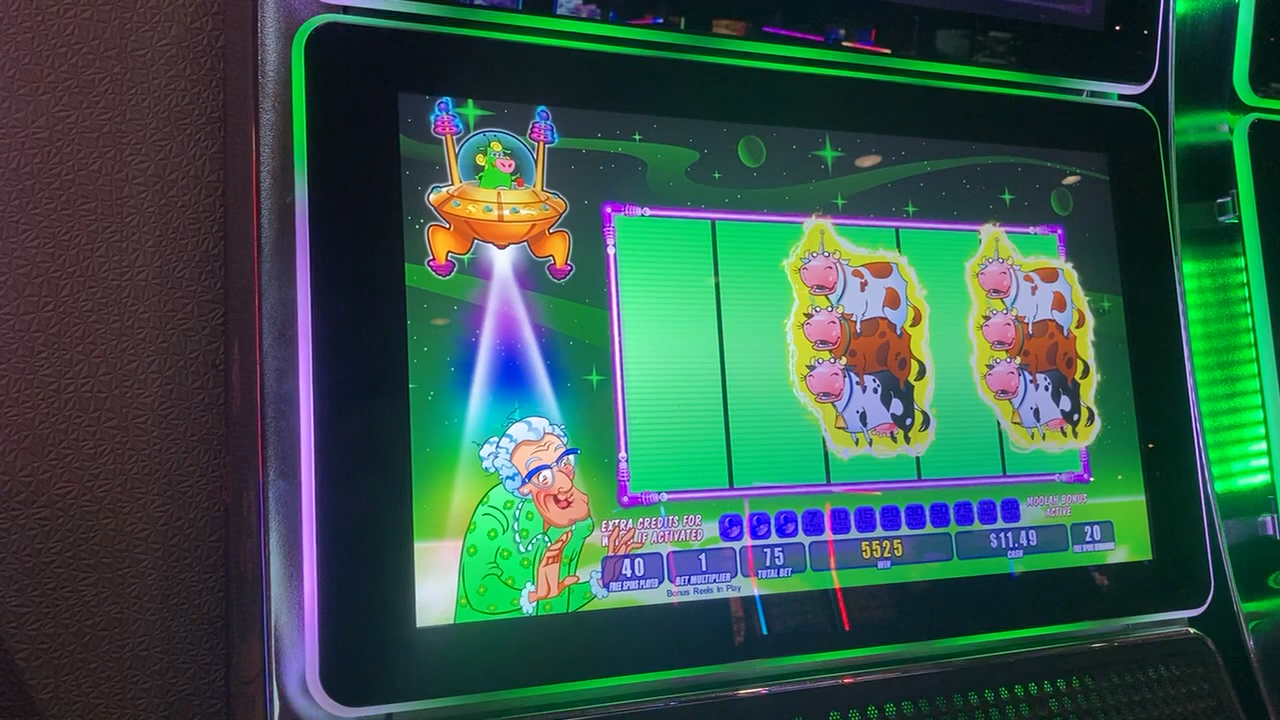 EXTRA CREDITS FOR
IF ACTIVATED
MOOLAH BONUS
ACTIVE
40
FREE SPINS PLAYED
1
BET MULTIPLIER
75
TOTAL BET
5525
WIN
$11.49
CASH
20
FREE SPINS REMAINING
Bonus Reels In Play